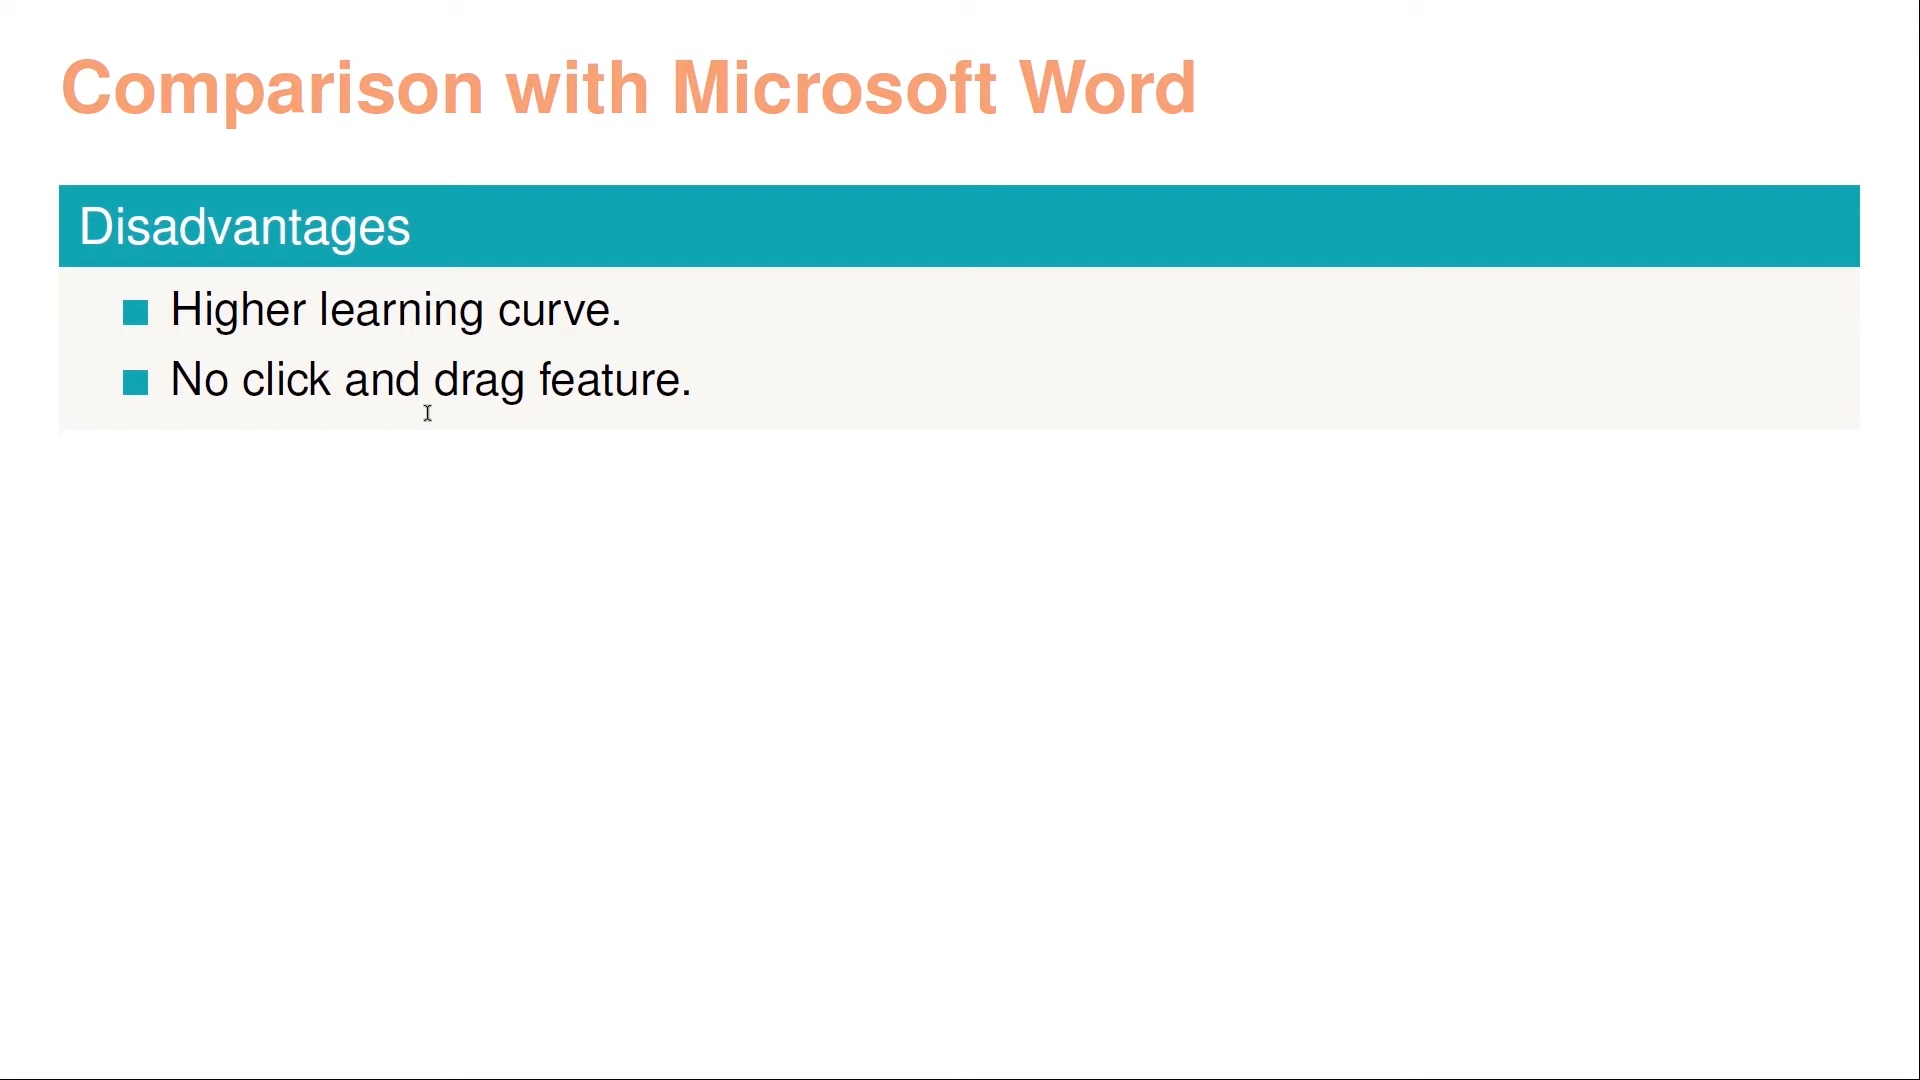 Comparison with Microsoft Word
Disadvantages
Higher learning curve.
No click and drag feature.